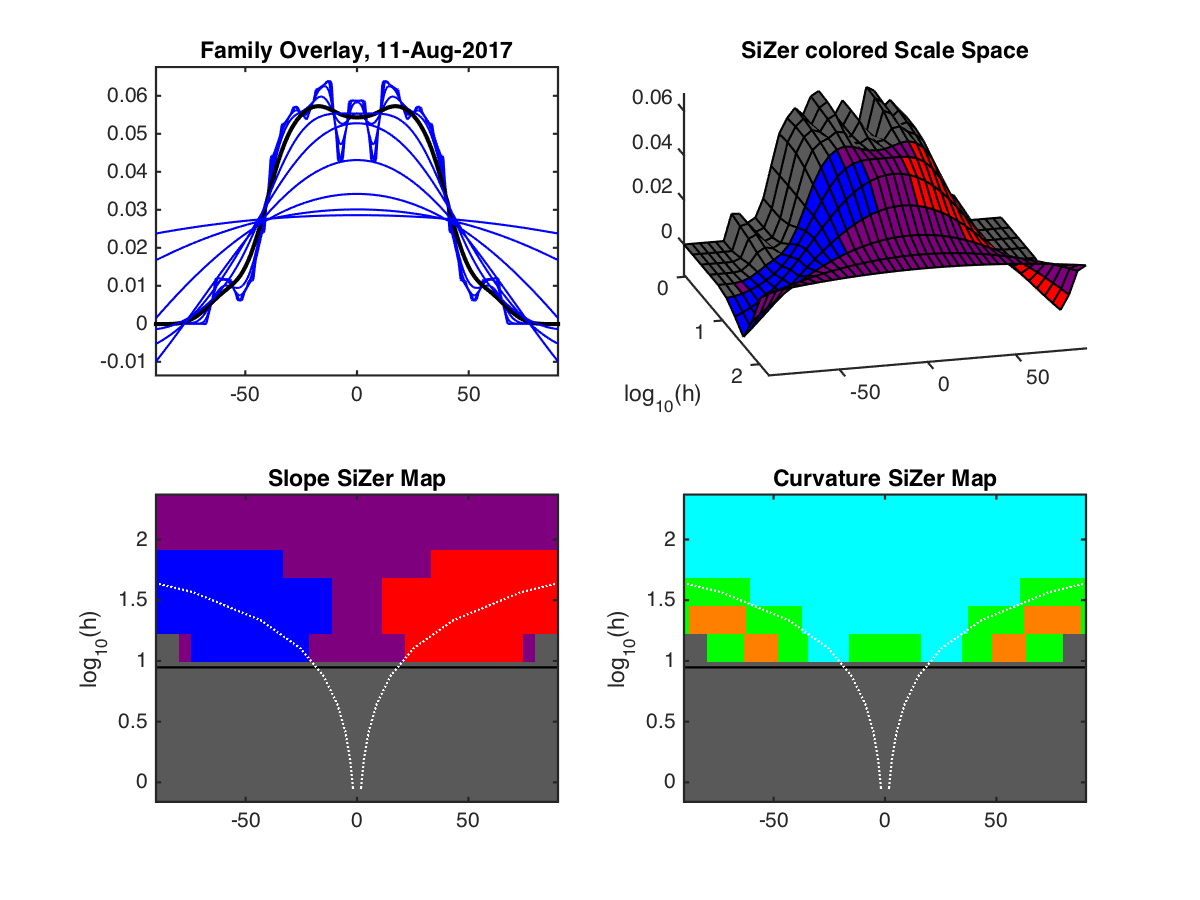 Family Overlay, 11-Aug-2017
0.06
0.05
0.04
0.03
0.02
0.01
0
-0.01
-50 0 50
SiZer colored Scale Space
0.06
0.04
0.02
0
0
1
2
log10(h)
-50 0 50
Slope SiZer Map
2
1.5
1
0.5
0
log10(h)
-50 0 50
Curvature SiZer Map
2
1.5
1
0.5
0
log10(h)
-50 0 50